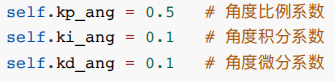 self.kp_ang = 0.5 # 角度比例系数
self.ki_ang = 0.1 # 角度积分系数
self.kd_ang = 0.1 # 角度微分系数